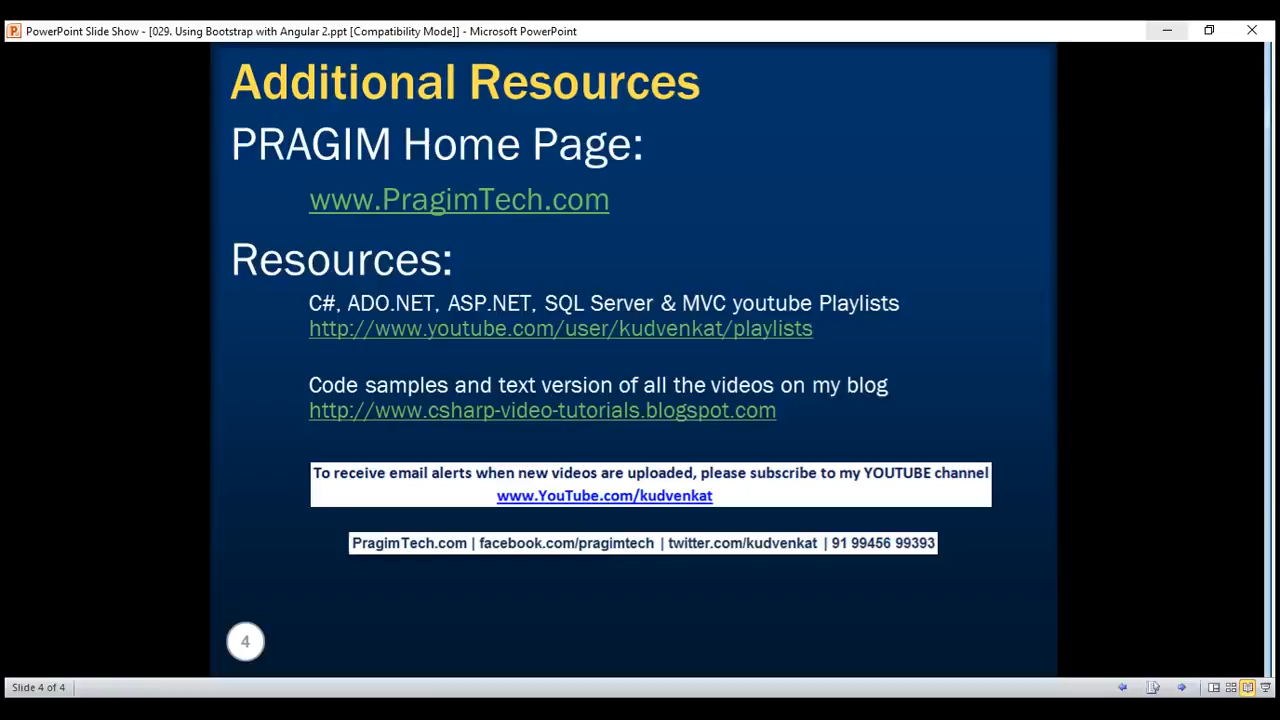 PowerPoint Slide Show - [029. Using Bootstrap with Angular 2.ppt [Compatibility Mode]] - Microsoft PowerPoint
Additional Resources
PRAGIM Home Page:
www.PragimTech.com
Resources:
C#, ADO.NET, ASP.NET, SQL Server & MVC youtube Playlists
http://www.youtube.com/user/kudvenkat/playlists
Code samples and text version of all the videos on my blog
http://www.csharp-video-tutorials.blogspot.com
To receive email alerts when new videos are uploaded, please subscribe to my YOUTUBE channel
www.YouTube.com/kudvenkat
PragimTech.com | facebook.com/pragimtech | twitter.com/kudvenkat | 91 99456 99393
4
Slide 4 of 4